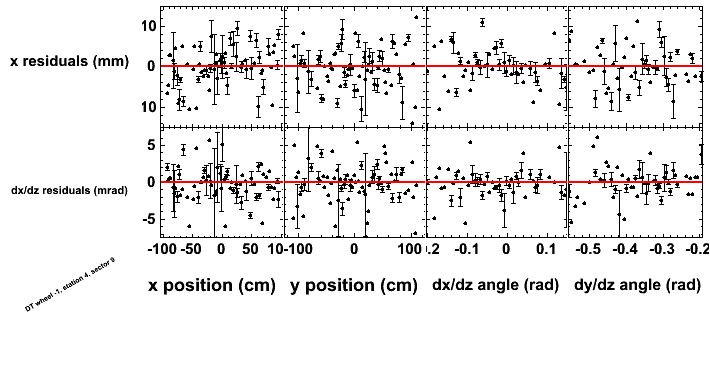 10
x residuals (mm)
0
10
5
dx/dz residuals (mrad)
0
-5
-100 -50 0 50 10-100 0 100 .2 -0.1 0 0.1 -0.5 -0.4 -0.3 -0.2
x position (cm) y position (cm) dx/dz angle (rad) dy/dz angle (rad)
DT wheel -1, station 4, sector 9